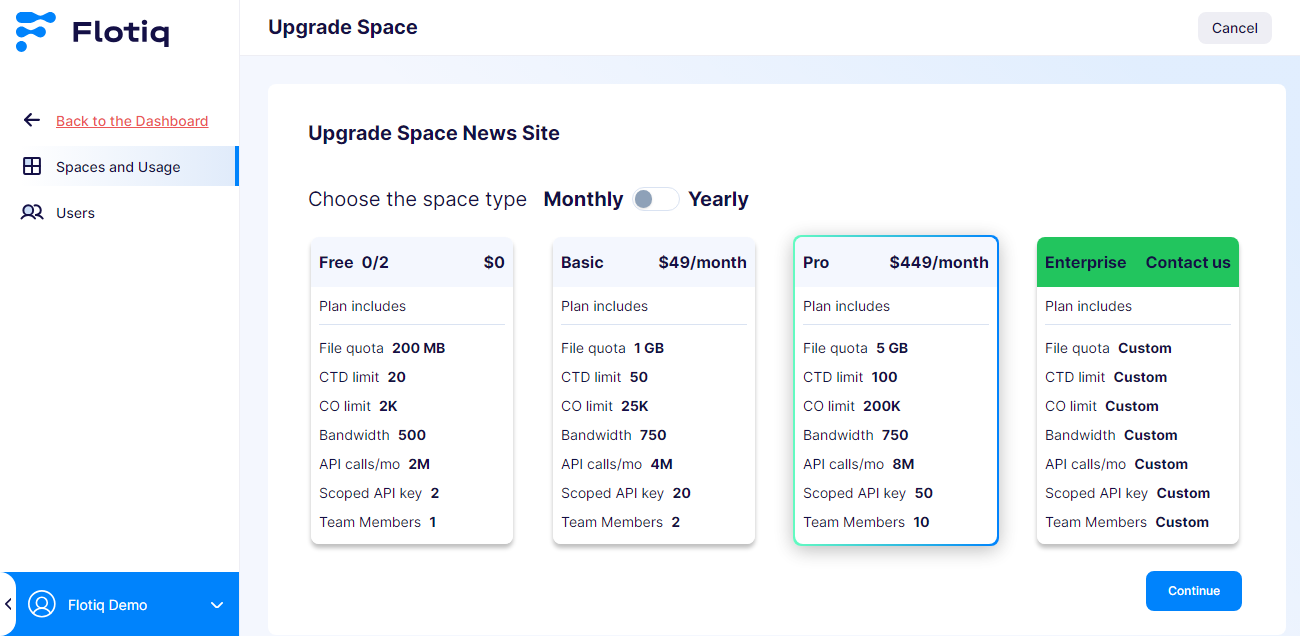 Flotiq
Upgrade Space
Cancel
Back to the Dashboard
Spaces and Usage
Users
Upgrade Space News Site
Choose the space type Monthly Yearly
Free 0/2 $0
Plan includes
File quota 200 MB
CTD limit 20
CO limit 2K
Bandwidth 500
API calls/mo 2M
Scoped API key 2
Team Members 1
Basic $49/month
Plan includes
File quota 1 GB
CTD limit 50
CO limit 25K
Bandwidth 750
API calls/mo 4M
Scoped API key 20
Team Members 2
Pro $449/month
Plan includes
File quota 5 GB
CTD limit 100
CO limit 200K
Bandwidth 750
API calls/mo 8M
Scoped API key 50
Team Members 10
Enterprise Contact us
Plan includes
File quota Custom
CTD limit Custom
CO limit Custom
Bandwidth Custom
API calls/mo Custom
Scoped API key Custom
Team Members Custom
Continue
Flotiq Demo